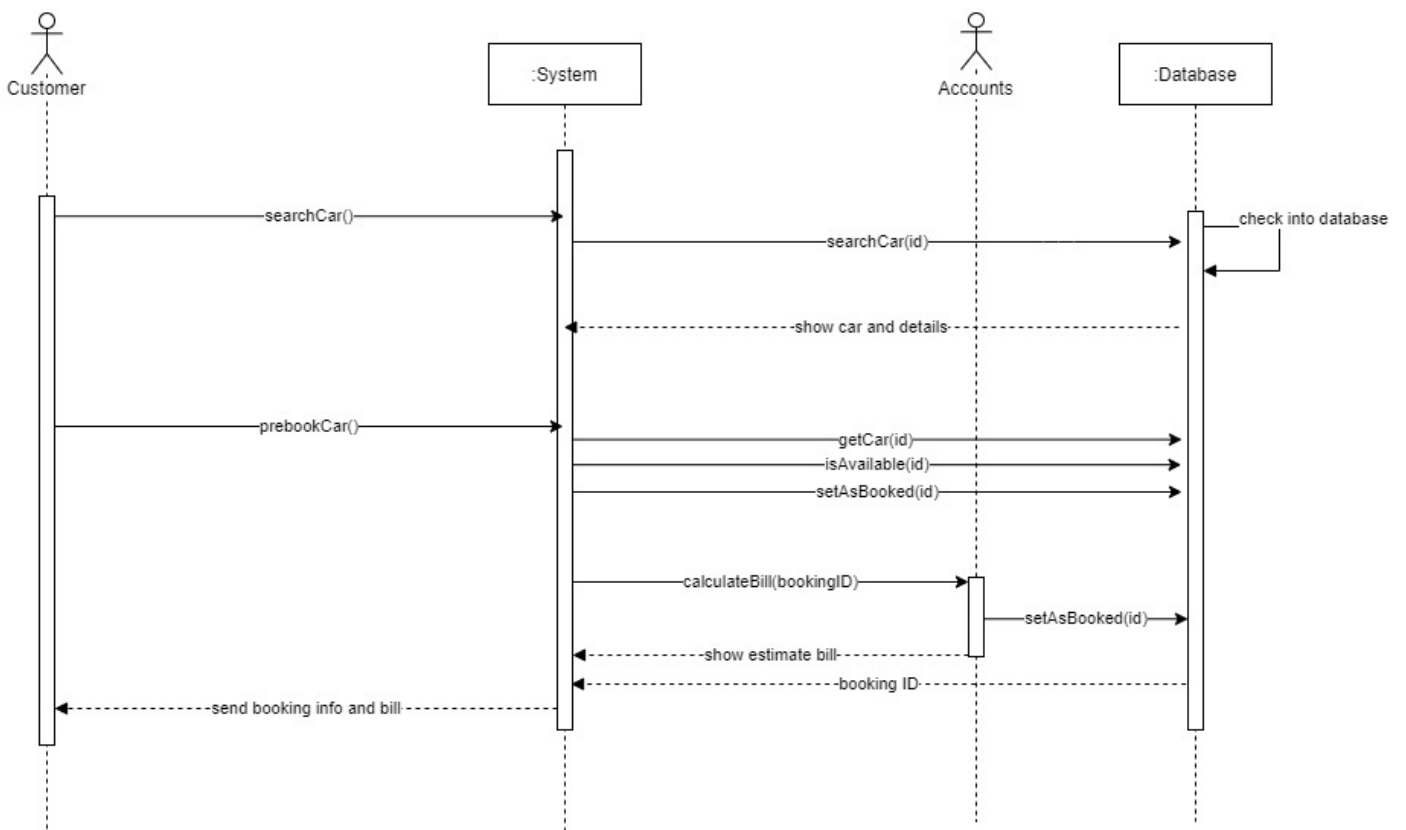 :System
:Database
Customer
Accounts
searchCar()
check into database
searchCar(id)
show car and details
prebookCar()
getCar(id)
isAvailable(id)
setAsBooked(id)
calculateBill(bookingID)
setAsBooked(id)
show estimate bill
booking ID
send booking info and bill